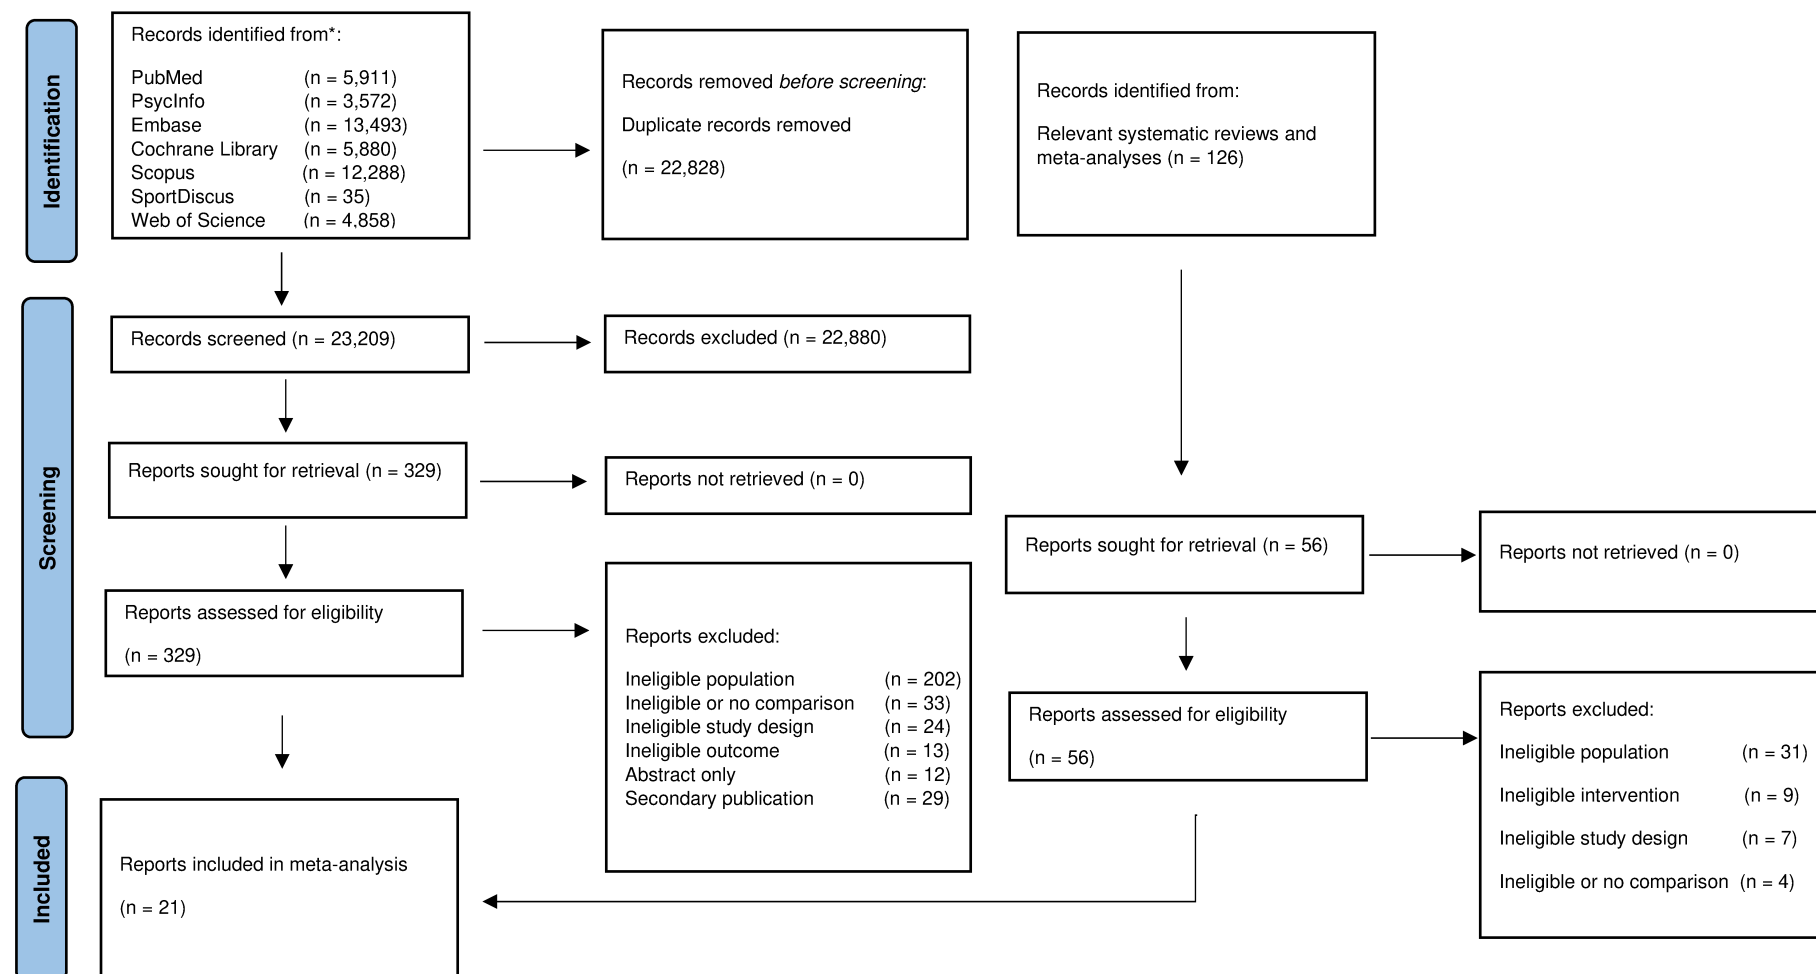 Identification
Records identified from*:
PubMed (n = 5,911)
PsycInfo (n = 3,572)
Embase (n = 13,493)
Cochrane Library (n = 5,880)
Scopus (n = 12,288)
SportDiscus (n = 35)
Web of Science (n = 4,858)
Records removed before screening:
Duplicate records removed
(n = 22,828)
Records identified from:
Relevant systematic reviews and
meta-analyses (n = 126)
Screening
Records screened (n = 23,209)
Records excluded (n = 22,880)
Reports sought for retrieval (n = 329)
Reports not retrieved (n = 0)
Reports assessed for eligibility
(n = 329)
Reports excluded:
Ineligible population (n = 202)
Ineligible or no comparison (n = 33)
Ineligible study design (n = 24)
Ineligible outcome (n = 13)
Abstract only (n = 12)
Secondary publication (n = 29)
Reports sought for retrieval (n = 56)
Reports not retrieved (n = 0)
Reports assessed for eligibility
(n = 56)
Reports excluded:
Ineligible population (n = 31)
Ineligible intervention (n = 9)
Ineligible study design (n = 7)
Ineligible or no comparison (n = 4)
Included
Reports included in meta-analysis
(n = 21)